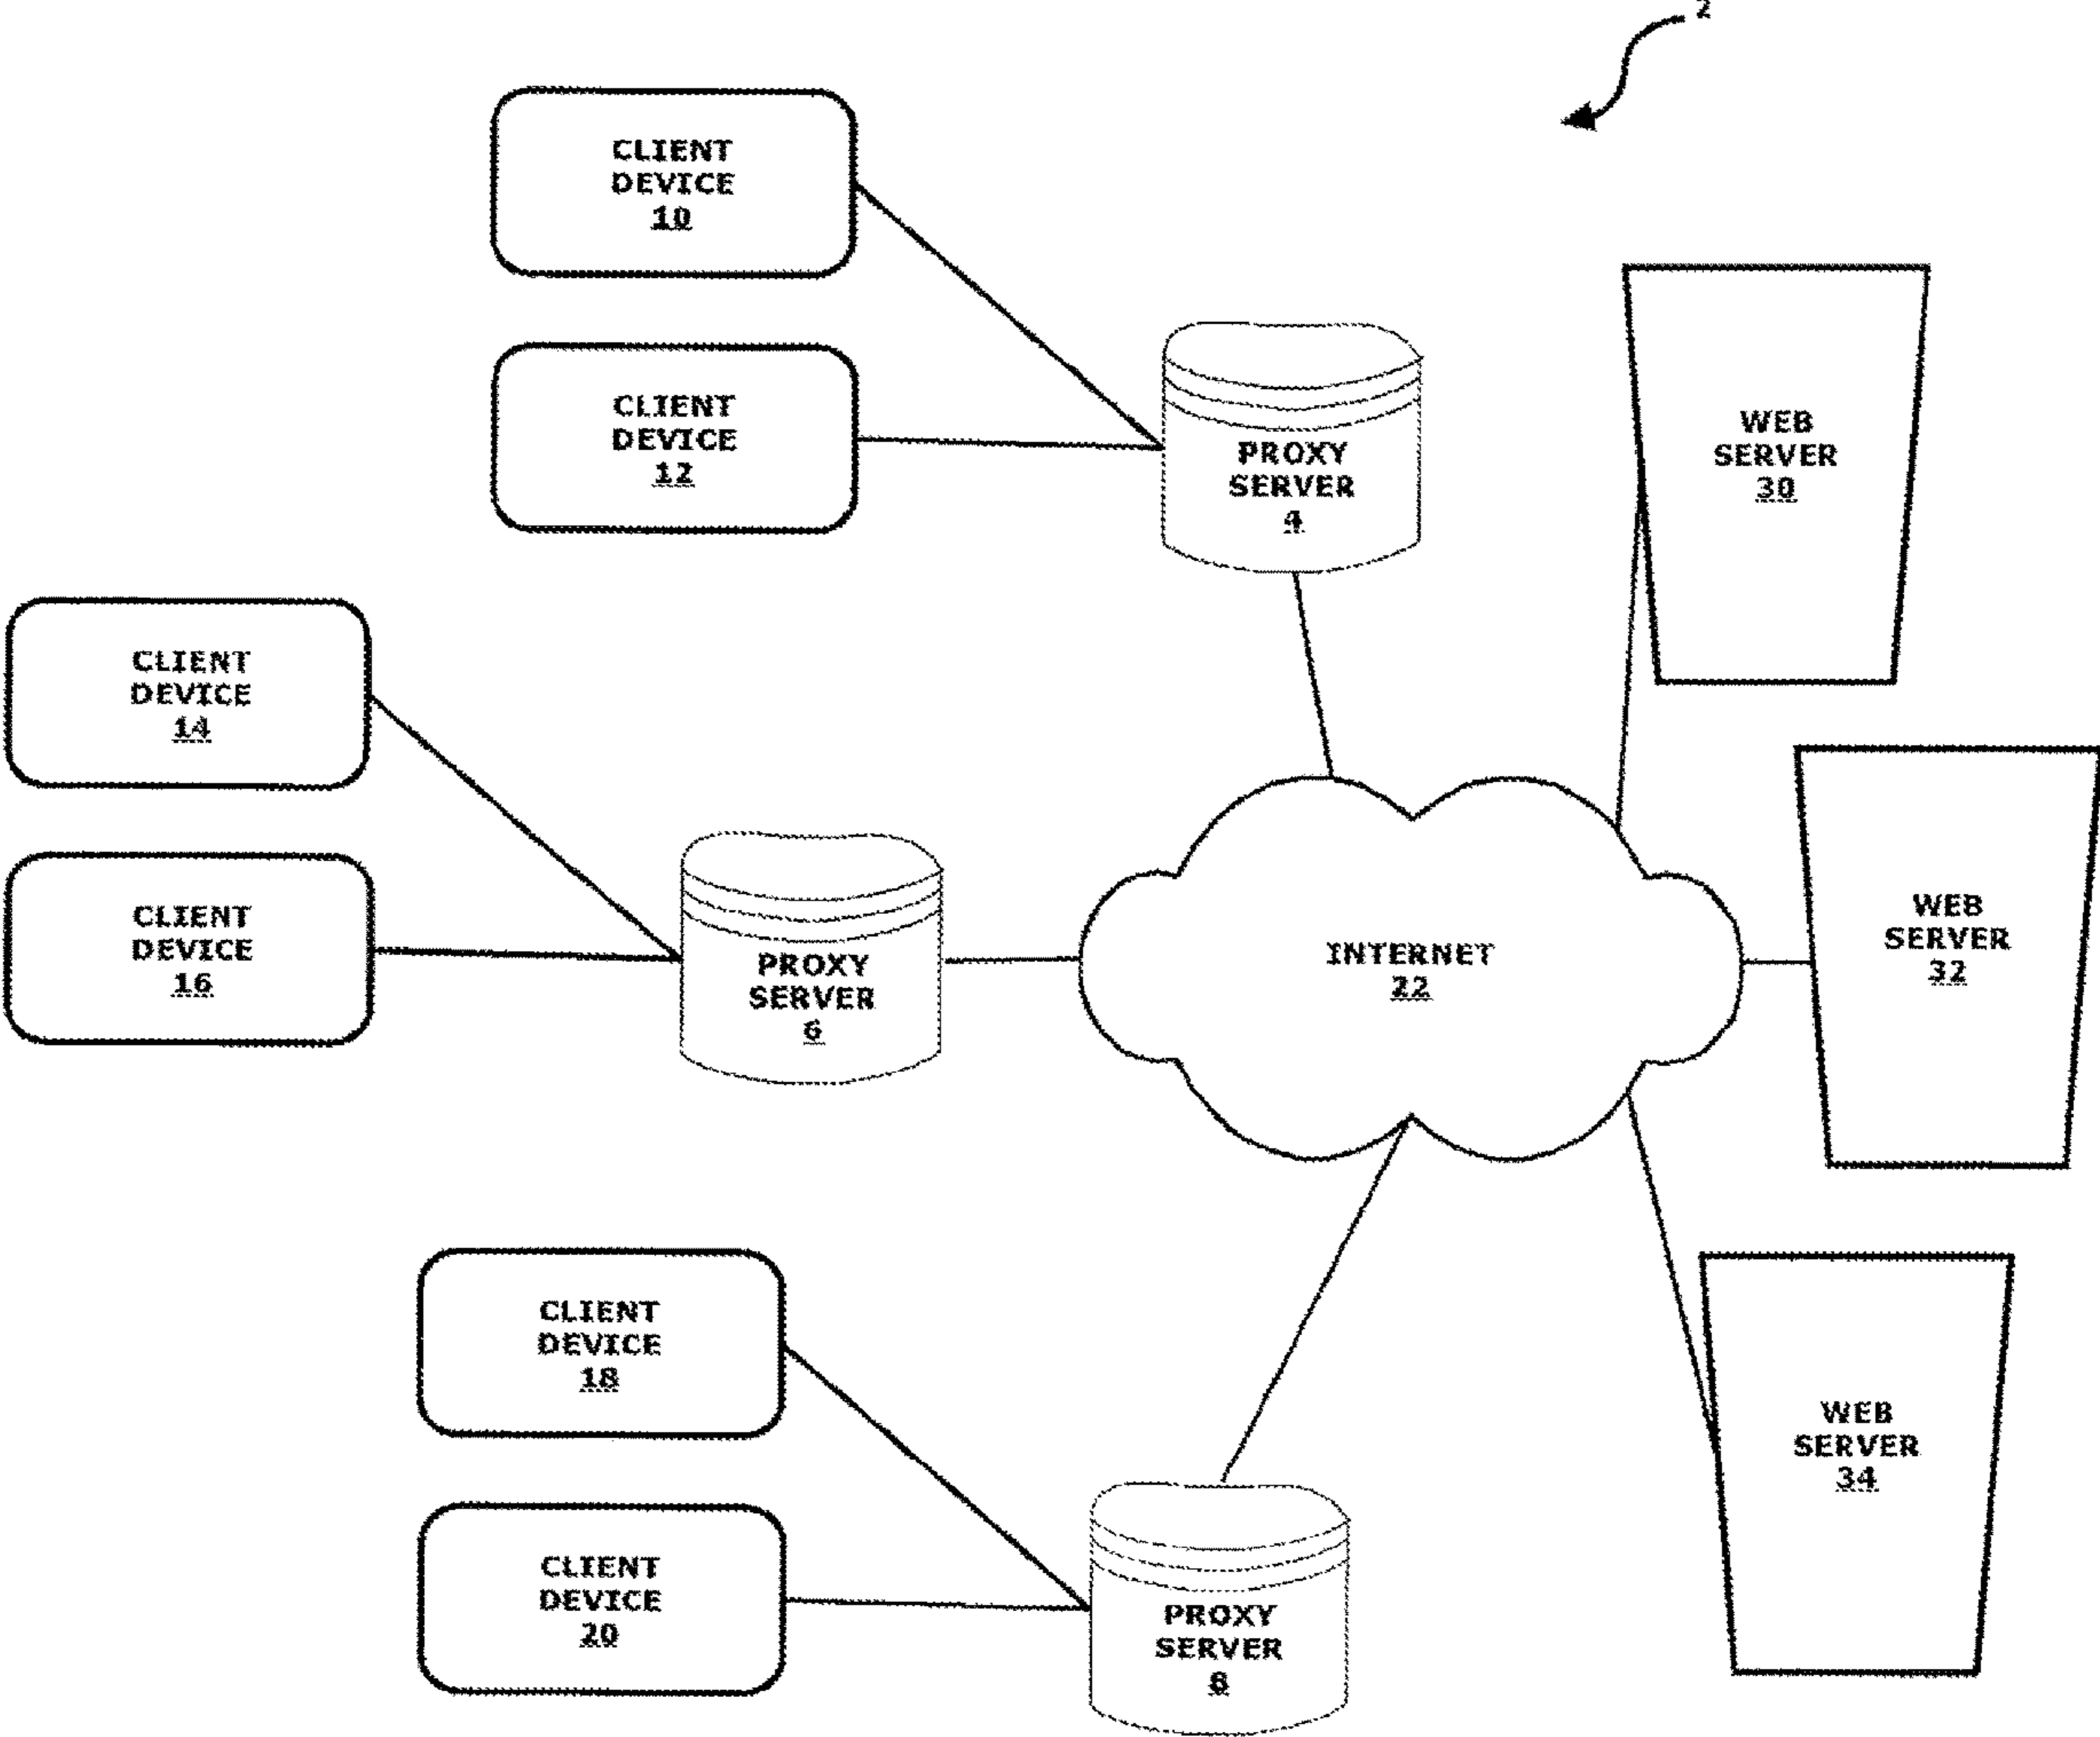 2
CLIENT
DEVICE
10
CLIENT
DEVICE
12
PROXY
SERVER
4
WEB
SERVER
30
CLIENT
DEVICE
14
CLIENT
DEVICE
16
PROXY
SERVER
6
INTERNET
22
WEB
SERVER
32
CLIENT
DEVICE
18
CLIENT
DEVICE
20
PROXY
SERVER
8
WEB
SERVER
34